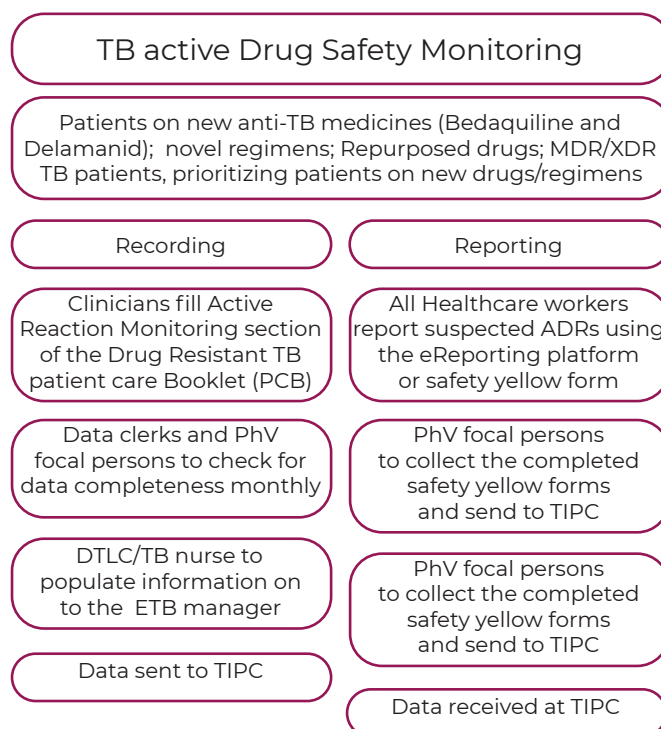 TB active Drug Safety Monitoring
Patients on new anti-TB medicines (Bedaquiline and
Delamanid); novel regimens; Repurposed drugs; MDR/XDR
TB patients, prioritizing patients on new drugs/regimens
Recording
Clinicians fill Active
Reaction Monitoring section
of the Drug Resistant TB
patient care Booklet (PCB)
Data clerks and PhV
focal persons to check for
data completeness monthly
DTLC/TB nurse to
populate information on
to the ETB manager
Data sent to TIPC
Reporting
All Healthcare workers
report suspected ADRs using
the eReporting platform
or safety yellow form
PhV focal persons
to collect the completed
safety yellow forms
and send to TIPC
PhV focal persons
to collect the completed
safety yellow forms
and send to TIPC
Data received at TIPC